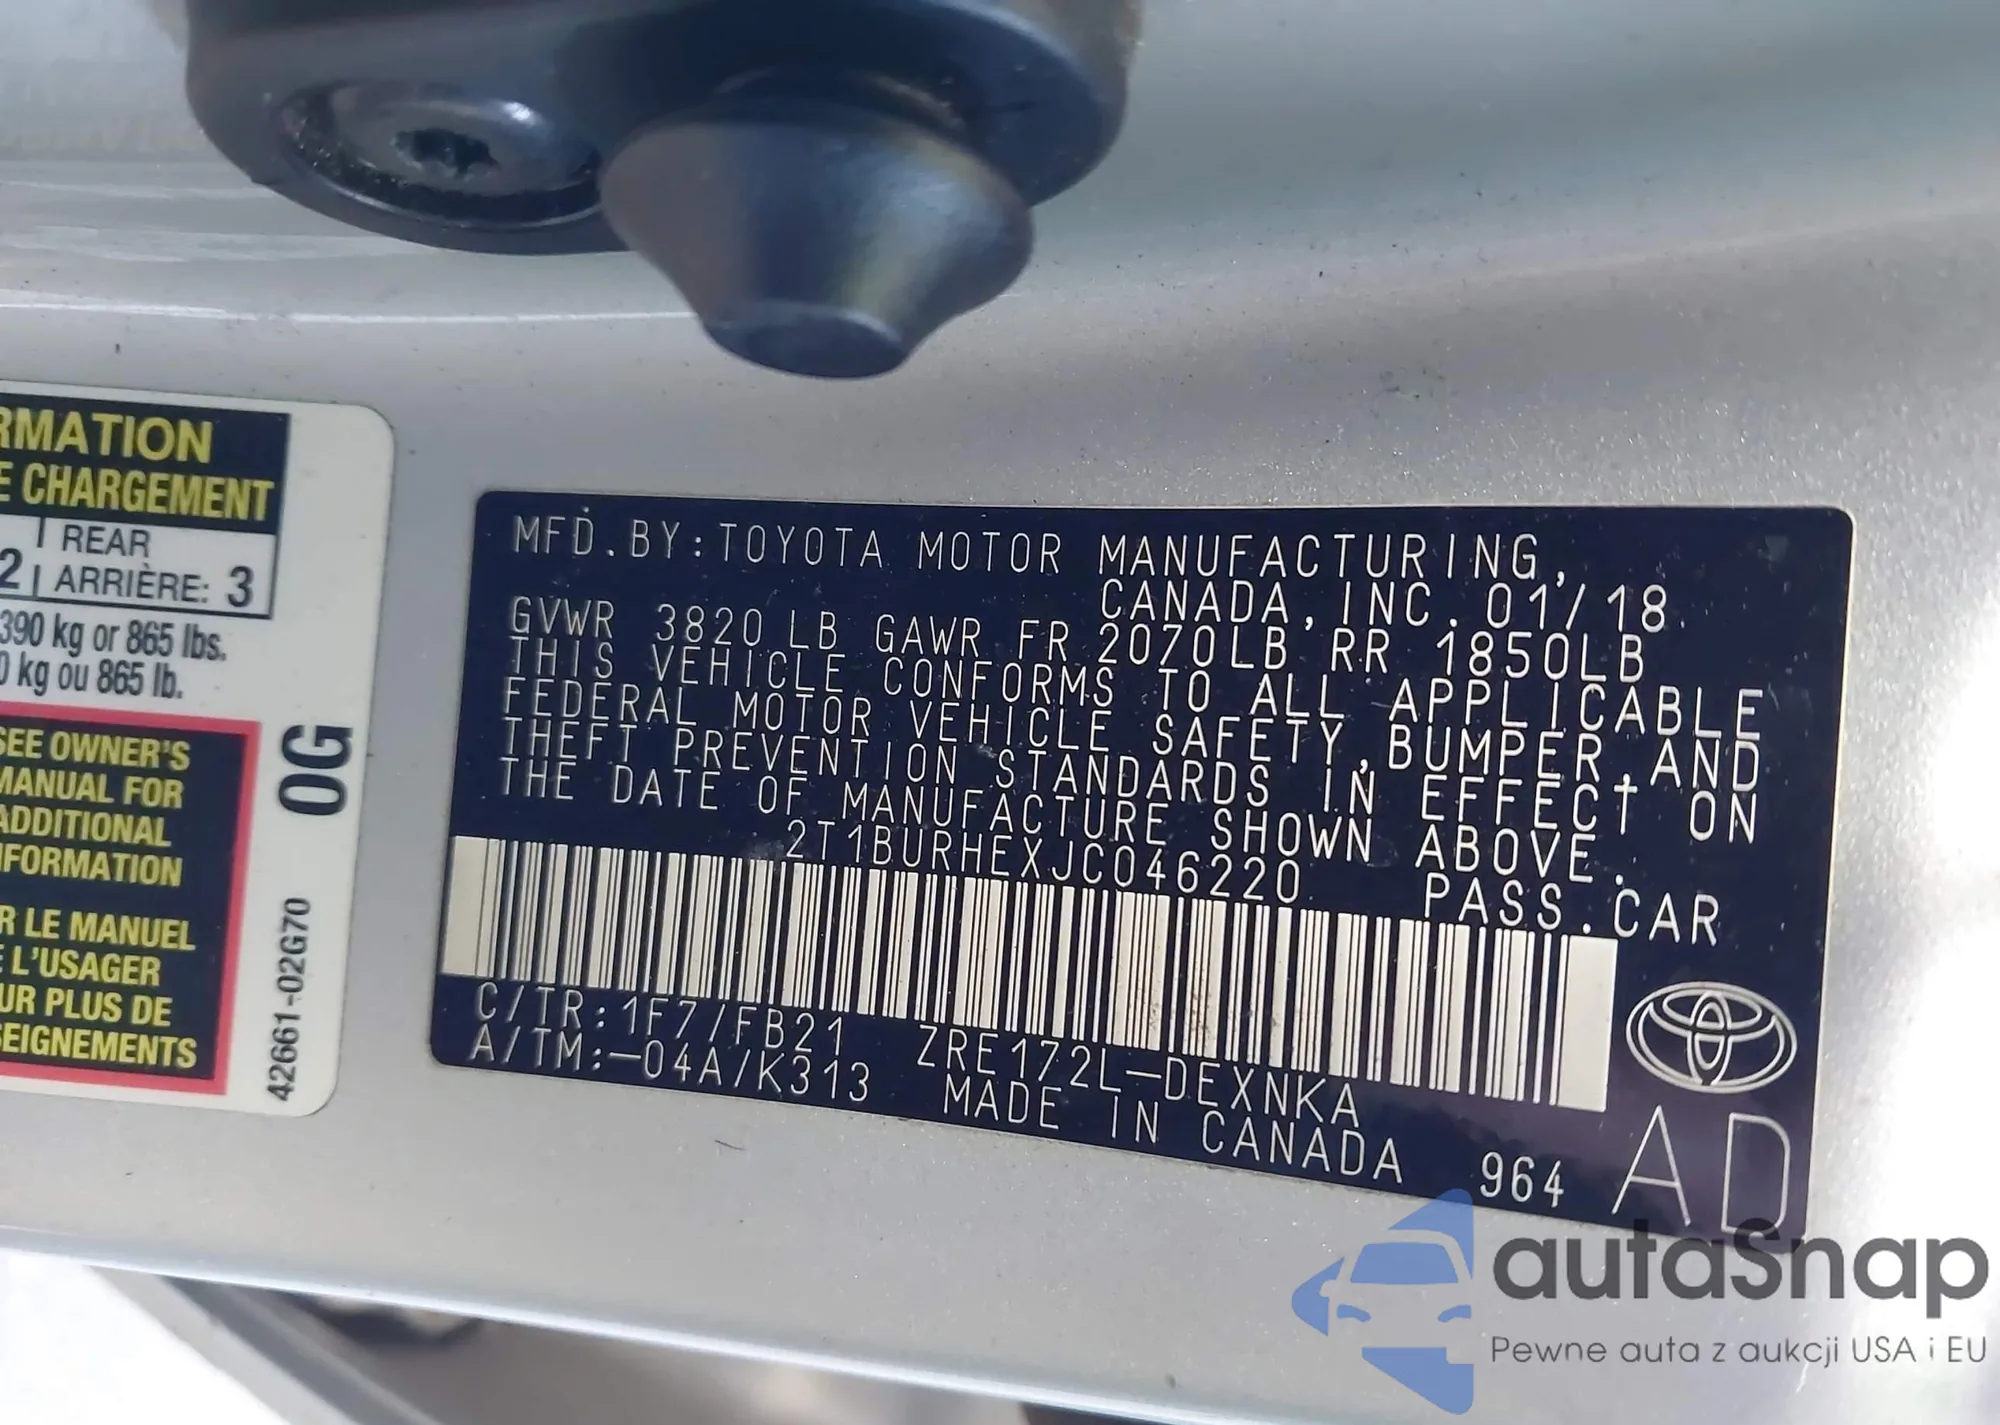 RMATION
E CHARGEMENT
REAR
2 ARRIÈRE: 3
390 kg or 865 lbs.
0 kg ou 865 lb.
SEE OWNER'S
MANUAL FOR
ADDITIONAL
NFORMATION
R LE MANUEL
E L'USAGER
UR PLUS DE
SEIGNEMENTS
0G
42661-02G70
MFD.BY:TOYOTA MOTOR MANUFACTURING,
CANADA,INC.01/18
GVWR 3820LB GAWR FR 2070LB RR 1850LB
THIS VEHICLE CONFORMS TO ALL APPLICABLE
FEDERAL MOTOR VEHICLE SAFETY,BUMPER,AND
THEFT PREVENTION STANDARDS IN EFFECT ON
THE DATE OF MANUFACTURE SHOWN ABOVE.
2T1BURHEXJC046220 PASS.CAR
C/TR:1F7/FB21 ZRE172L-DEXNKA
A/TM:-04A/K313 MADE IN CANADA 964 AD
autaSnap
Pewne auta z aukcji USA i EU